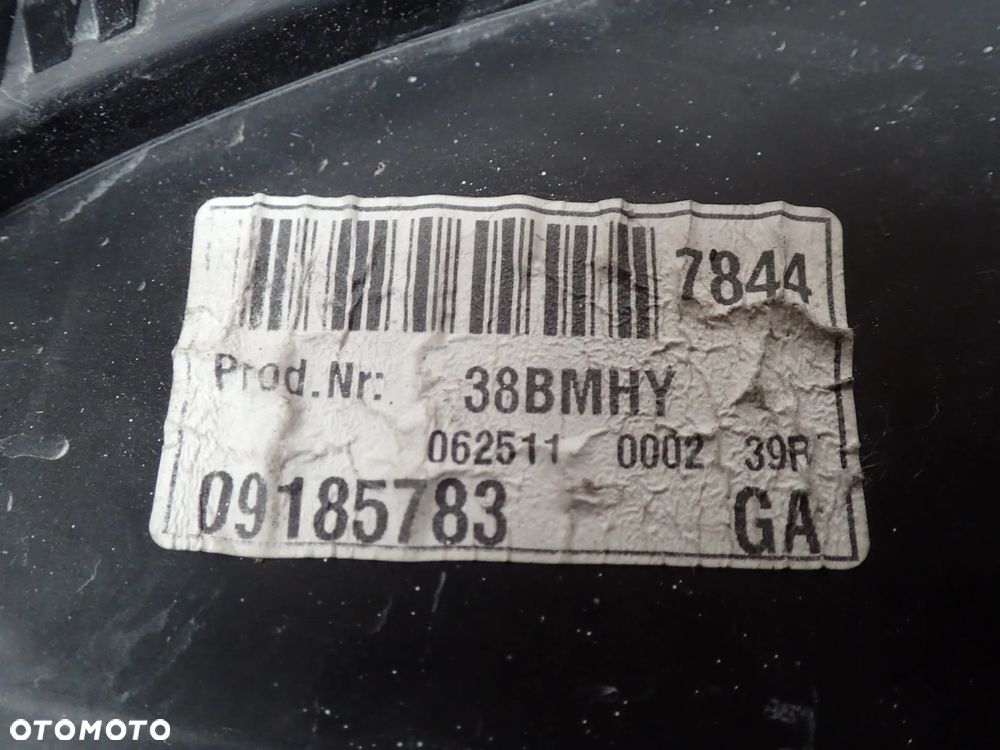 7844
Prod.Nr: 38BMHY
062511 0002 39R
09185783 GA
OTOMOTO